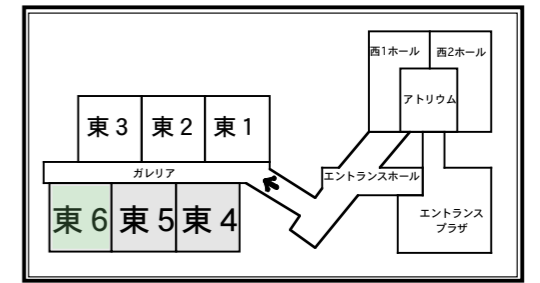 西1ホール 西2ホール
アトリウム
東3 東2 東1
ガレリア
エントランスホール
東6 東5 東4
エントランス
プラザ